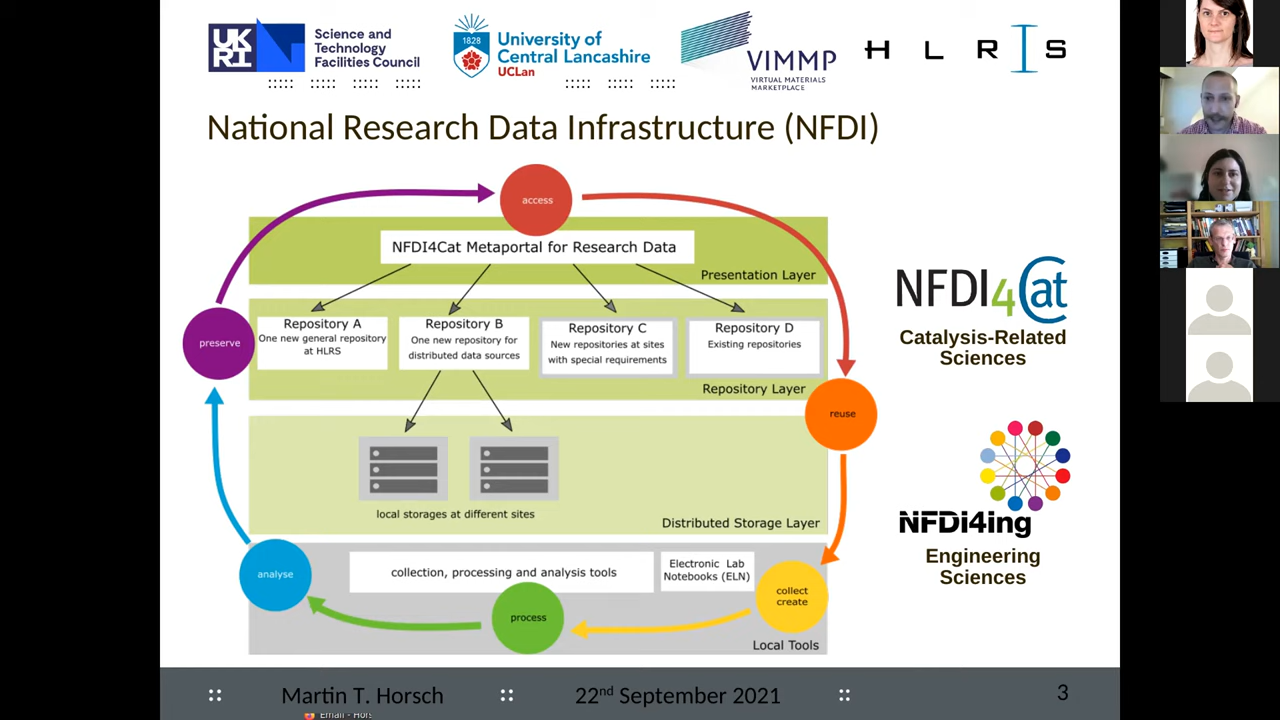 UK
RI
Science and
Technology
Facilities Council
1828
University of
Central Lancashire
UCLan
VIMMP
VIRTUAL MATERIALS
MARKETPLACE
H L R I S
National Research Data Infrastructure (NFDI)
access
NFDI4Cat Metaportal for Research Data
Presentation Layer
preserve
Repository A
One new general repository
at HLRS
Repository B
One new repository for
distributed data sources
Repository C
New repositories at sites
with special requirements
Repository D
Existing repositories
Repository Layer
reuse
local storages at different sites
Distributed Storage Layer
analyse
collection, processing and analysis tools
Electronic Lab
Notebooks (ELN)
collect
create
process
Local Tools
NFDI4Cat
Catalysis-Related
Sciences
NFDi4ing
Engineering
Sciences
Martin T. Horsch
22nd September 2021
3
Email - Hors